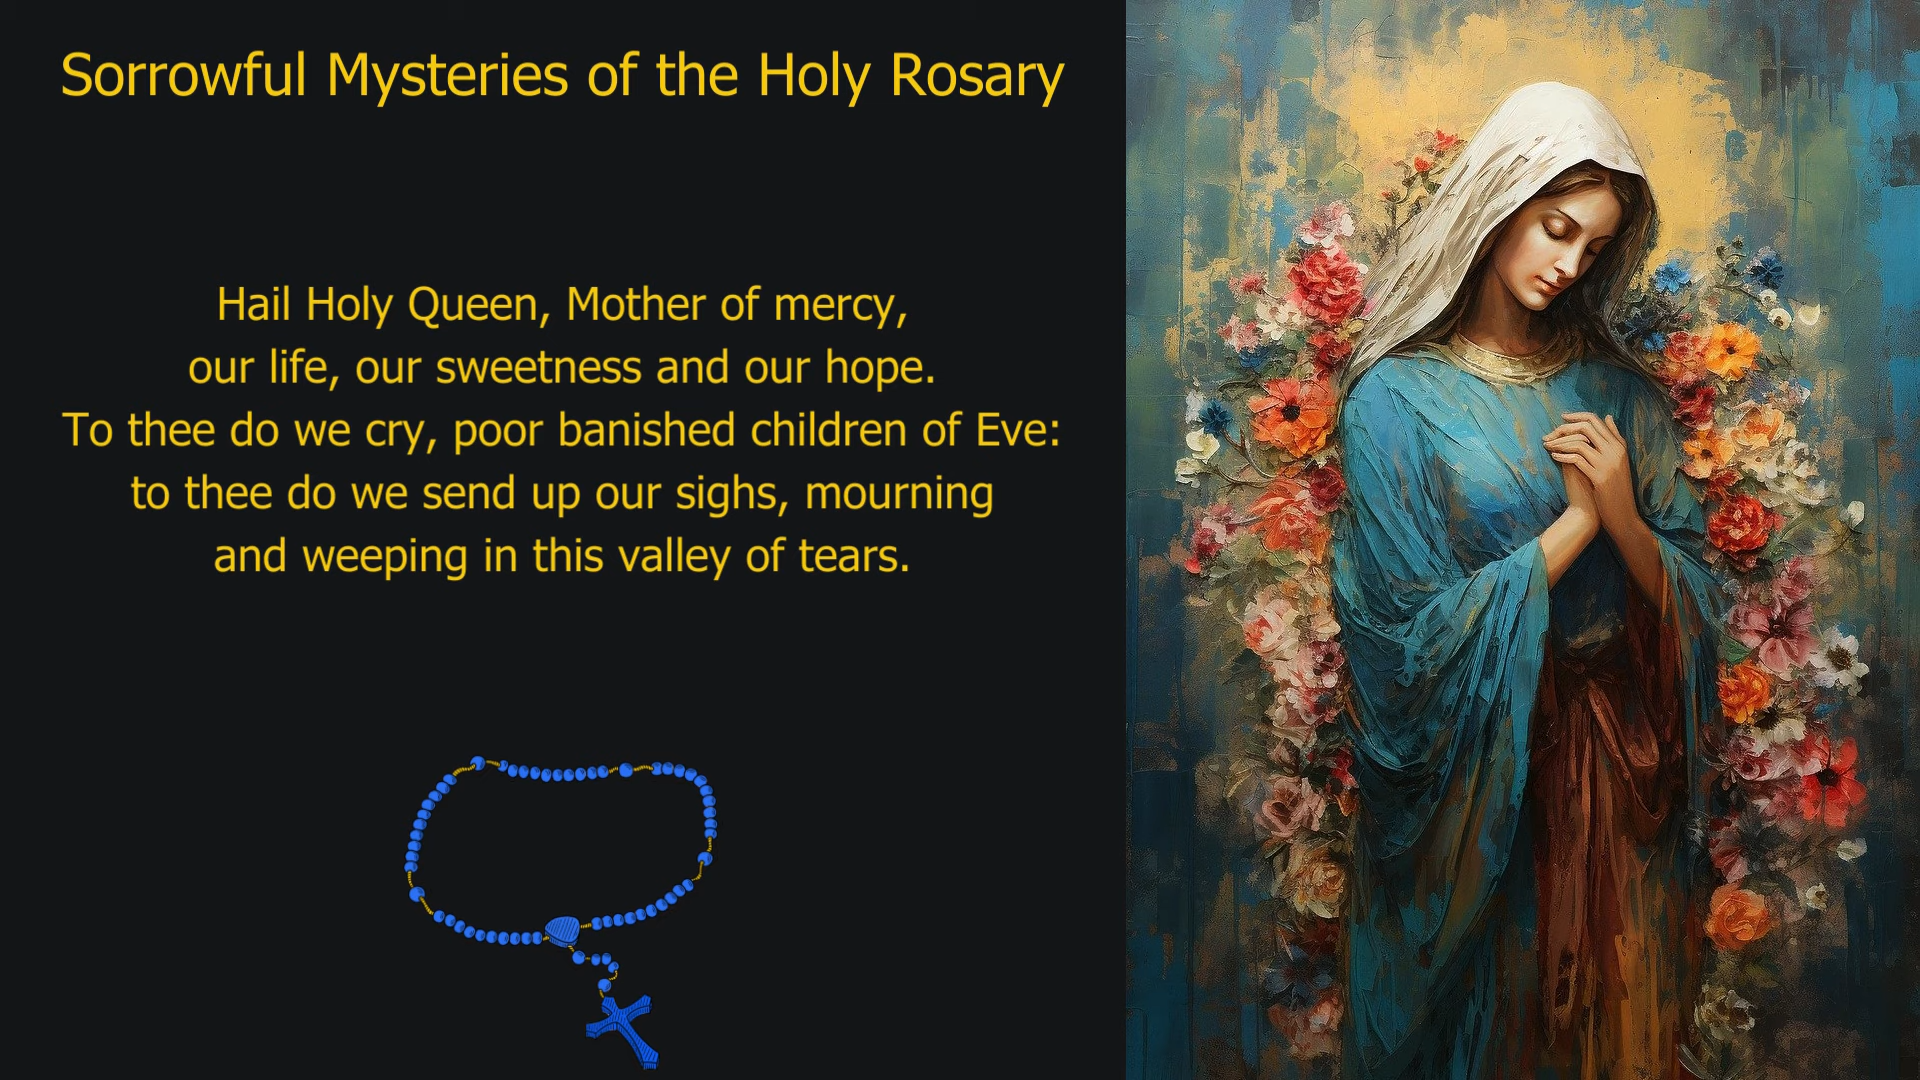 Sorrowful Mysteries of the Holy Rosary
Hail Holy Queen, Mother of mercy,
our life, our sweetness and our hope.
To thee do we cry, poor banished children of Eve:
to thee do we send up our sighs, mourning
and weeping in this valley of tears.